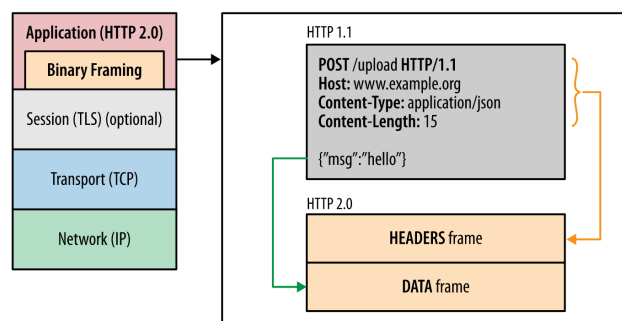 Application (HTTP 2.0)
Binary Framing
Session (TLS) (optional)
Transport (TCP)
Network (IP)
HTTP 1.1
POST /upload HTTP/1.1
Host: www.example.org
Content-Type: application/json
Content-Length: 15
{"msg":"hello"}
HTTP 2.0
HEADERS frame
DATA frame